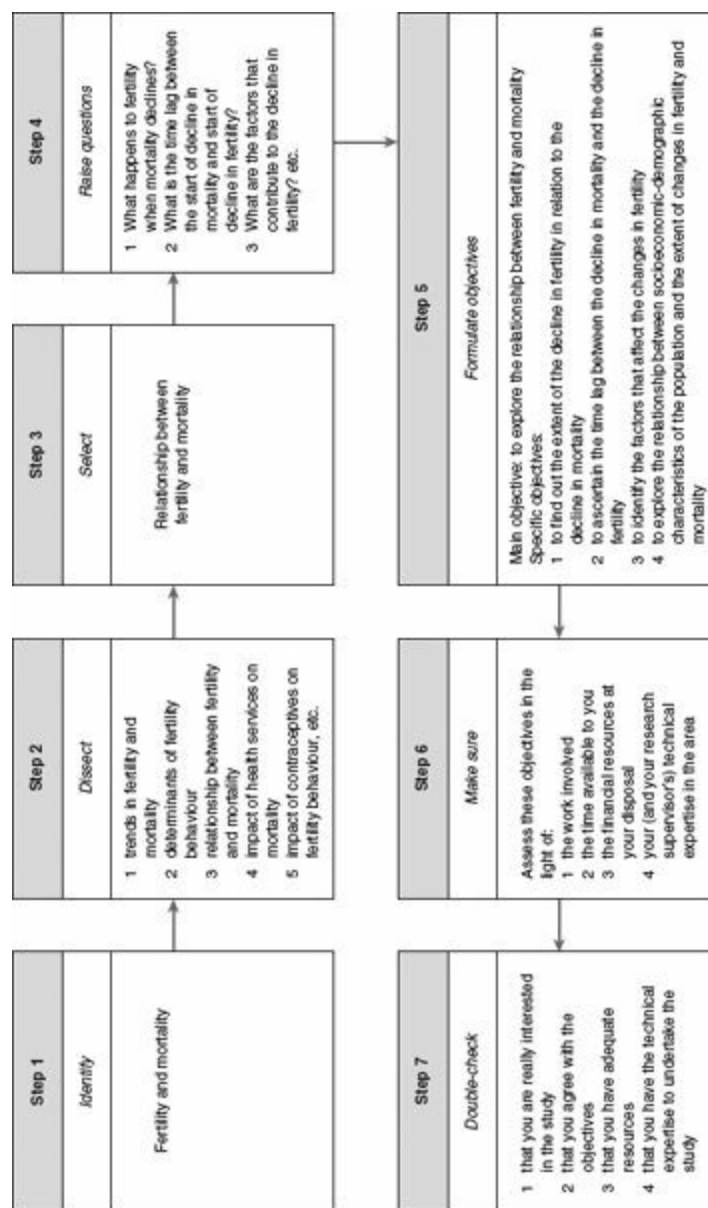 Step 1
Identify
Fertility and mortality
Step 2
Dissect
1 trends in fertility and
mortality
2 determinants of fertility
behaviour
3 relationship between fertility
and mortality
4 impact of health services on
mortality
5 impact of contraceptives on
fertility behaviour, etc.
Step 3
Select
Relationship between
fertility and mortality
Step 4
Raise questions
1 What happens to fertility
when mortality declines?
2 What is the time lag between
the start of decline in
mortality and start of
decline in fertility?
3 What are the factors that
contribute to the decline in
fertility? etc.
Step 5
Formulate objectives
Main objective: to explore the relationship between fertility and mortality
Specific objectives:
1 to find out the extent of the decline in fertility in relation to the
decline in mortality
2 to ascertain the time lag between the decline in mortality and the decline in
fertility
3 to identify the factors that affect the changes in fertility
4 to explore the relationship between socioeconomic-demographic
characteristics of the population and the extent of changes in fertility and
mortality
Step 6
Make sure
Assess these objectives in the
light of:
1 the work involved
2 the time available to you
3 the financial resources at
your disposal
4 your (and your research
supervisor's) technical
expertise in the area
Step 7
Double-check
1 that you are really interested
in the study
2 that you agree with the
objectives
3 that you have adequate
resources
4 that you have the technical
expertise to undertake the
study